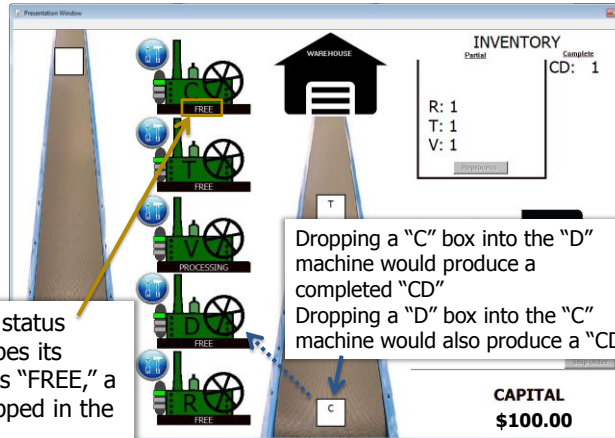 Presentation Window
WAREHOUSE
INVENTORY
Partial
Complete
CD: 1
R: 1
T: 1
V: 1
Reprocess
C
FREE
T
FREE
V
PROCESSING
D
FREE
R
FREE
T
Dropping a “C” box into the “D”
machine would produce a
completed “CD”
Dropping a “D” box into the “C”
machine would also produce a “CD
status
bes its
s “FREE,” a
pped in the
C
CAPITAL
$100.00